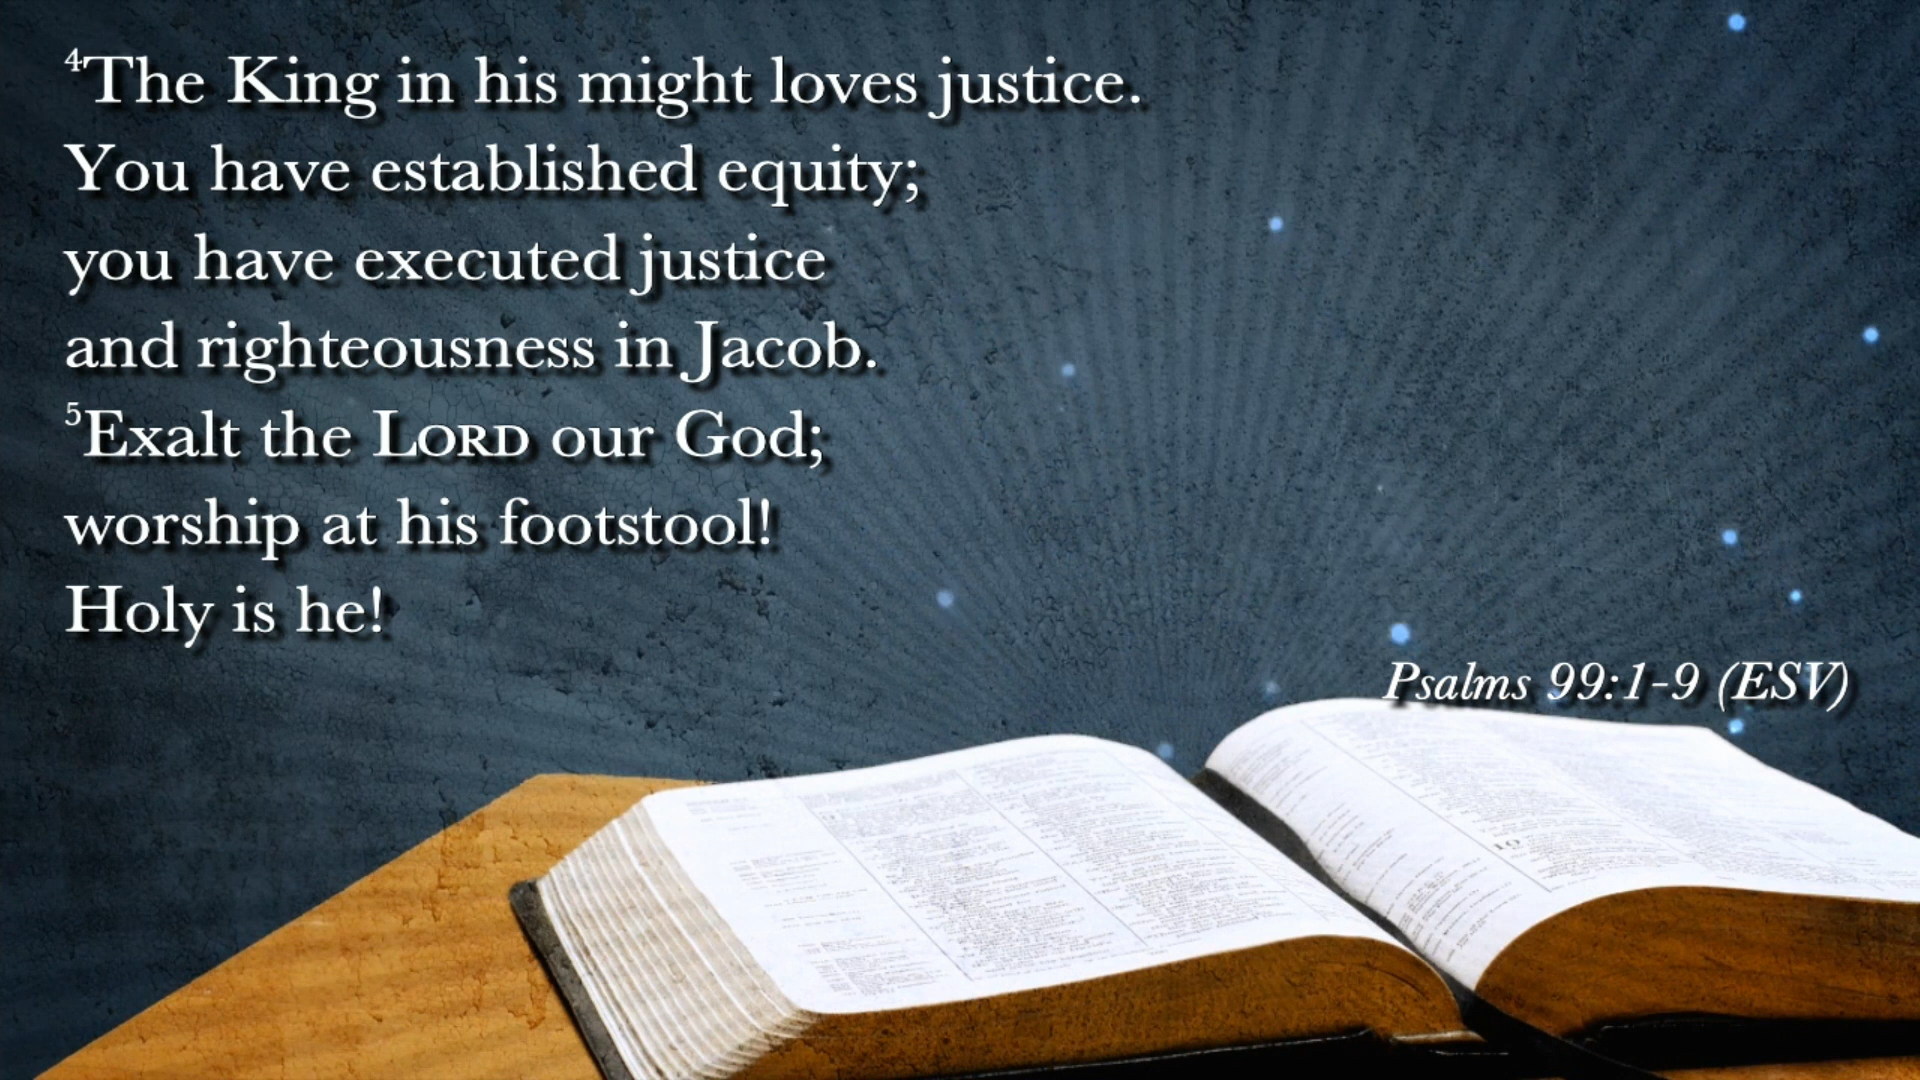 ⁴The King in his might loves justice.
You have established equity;
you have executed justice
and righteousness in Jacob.
⁵Exalt the LORD our God;
worship at his footstool!
Holy is he!
Psalms 99:1-9 (ESV)
19